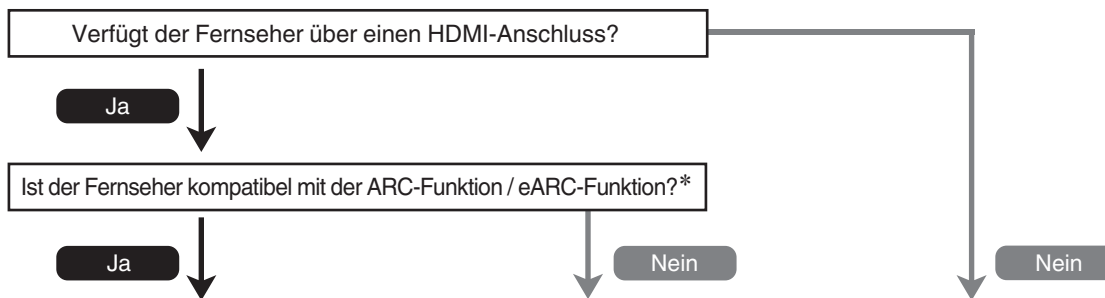 Verfügt der Fernseher über einen HDMI-Anschluss?
Ja
Ist der Fernseher kompatibel mit der ARC-Funktion / eARC-Funktion?*
Ja
Nein
Nein